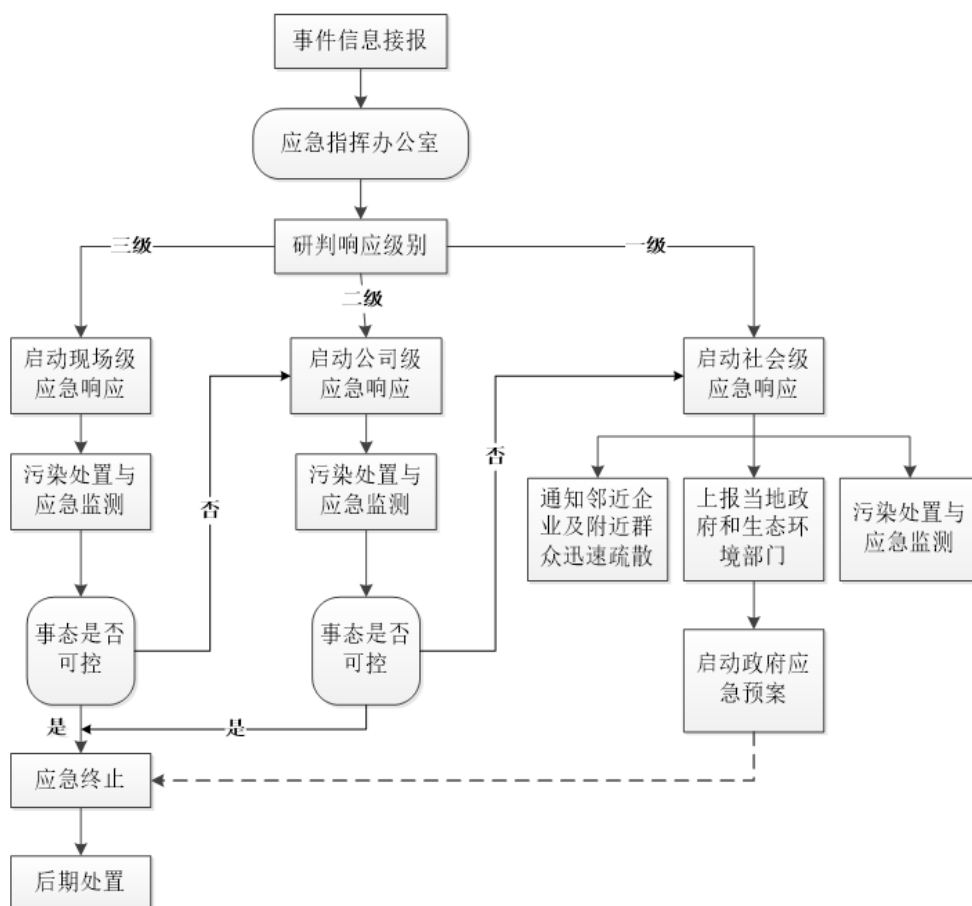 事件信息接报
应急指挥办公室
研判响应级别
三级
一级
二级
启动现场级
应急响应
启动公司级
应急响应
启动社会级
应急响应
污染处置与
应急监测
否
污染处置与
应急监测
否
通知邻近企
业及附近群
众迅速疏散
上报当地政
府和生态环
境部门
污染处置与
应急监测
事态是否
可控
事态是否
可控
启动政府应
急预案
是
是
应急终止
后期处置